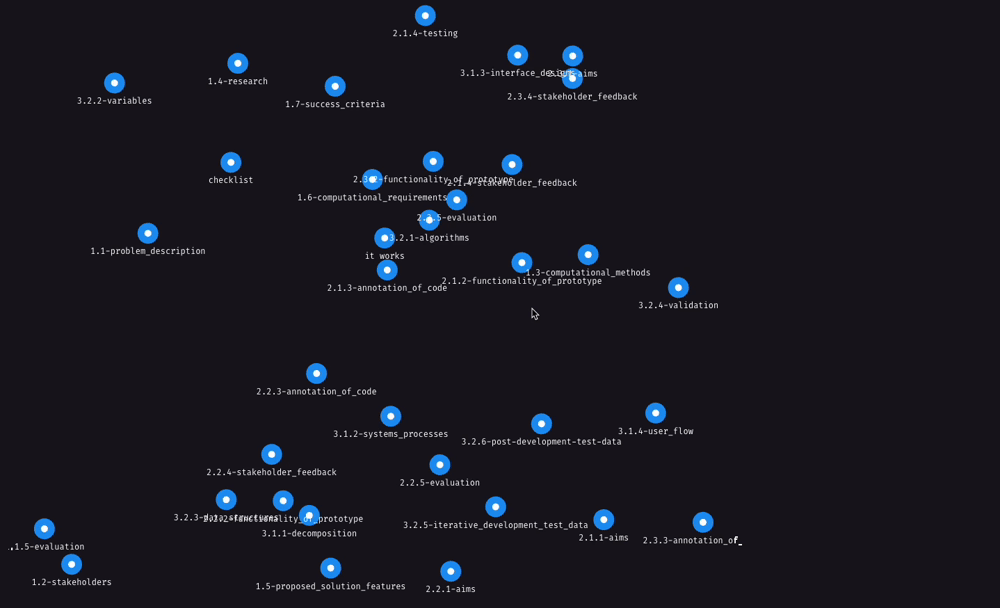 2.1.4-testing
3.1.3-interface_design
aims
1.4-research
2.3.4-stakeholder_feedback
3.2.2-variables
1.7-success_criteria
checklist
2.3.2-functionality_of_prototype
2.1.4-stakeholder_feedback
1.6-computational_requirements
2.3.5-evaluation
3.2.1-algorithms
1.1-problem_description
it works
1.3-computational_methods
2.1.2-functionality_of_prototype
2.1.3-annotation_of_code
3.2.4-validation
2.2.3-annotation_of_code
3.1.4-user_flow
3.1.2-systems_processes
3.2.6-post-development-test-data
2.2.4-stakeholder_feedback
2.2.5-evaluation
3.2.3-data_structures
2.2.2-functionality_of_prototype
3.2.5-iterative_development_test_data
3.1.1-decomposition
2.1.1-aims
2.3.3-annotation_of_
.1.5-evaluation
1.2-stakeholders
1.5-proposed_solution_features
2.2.1-aims